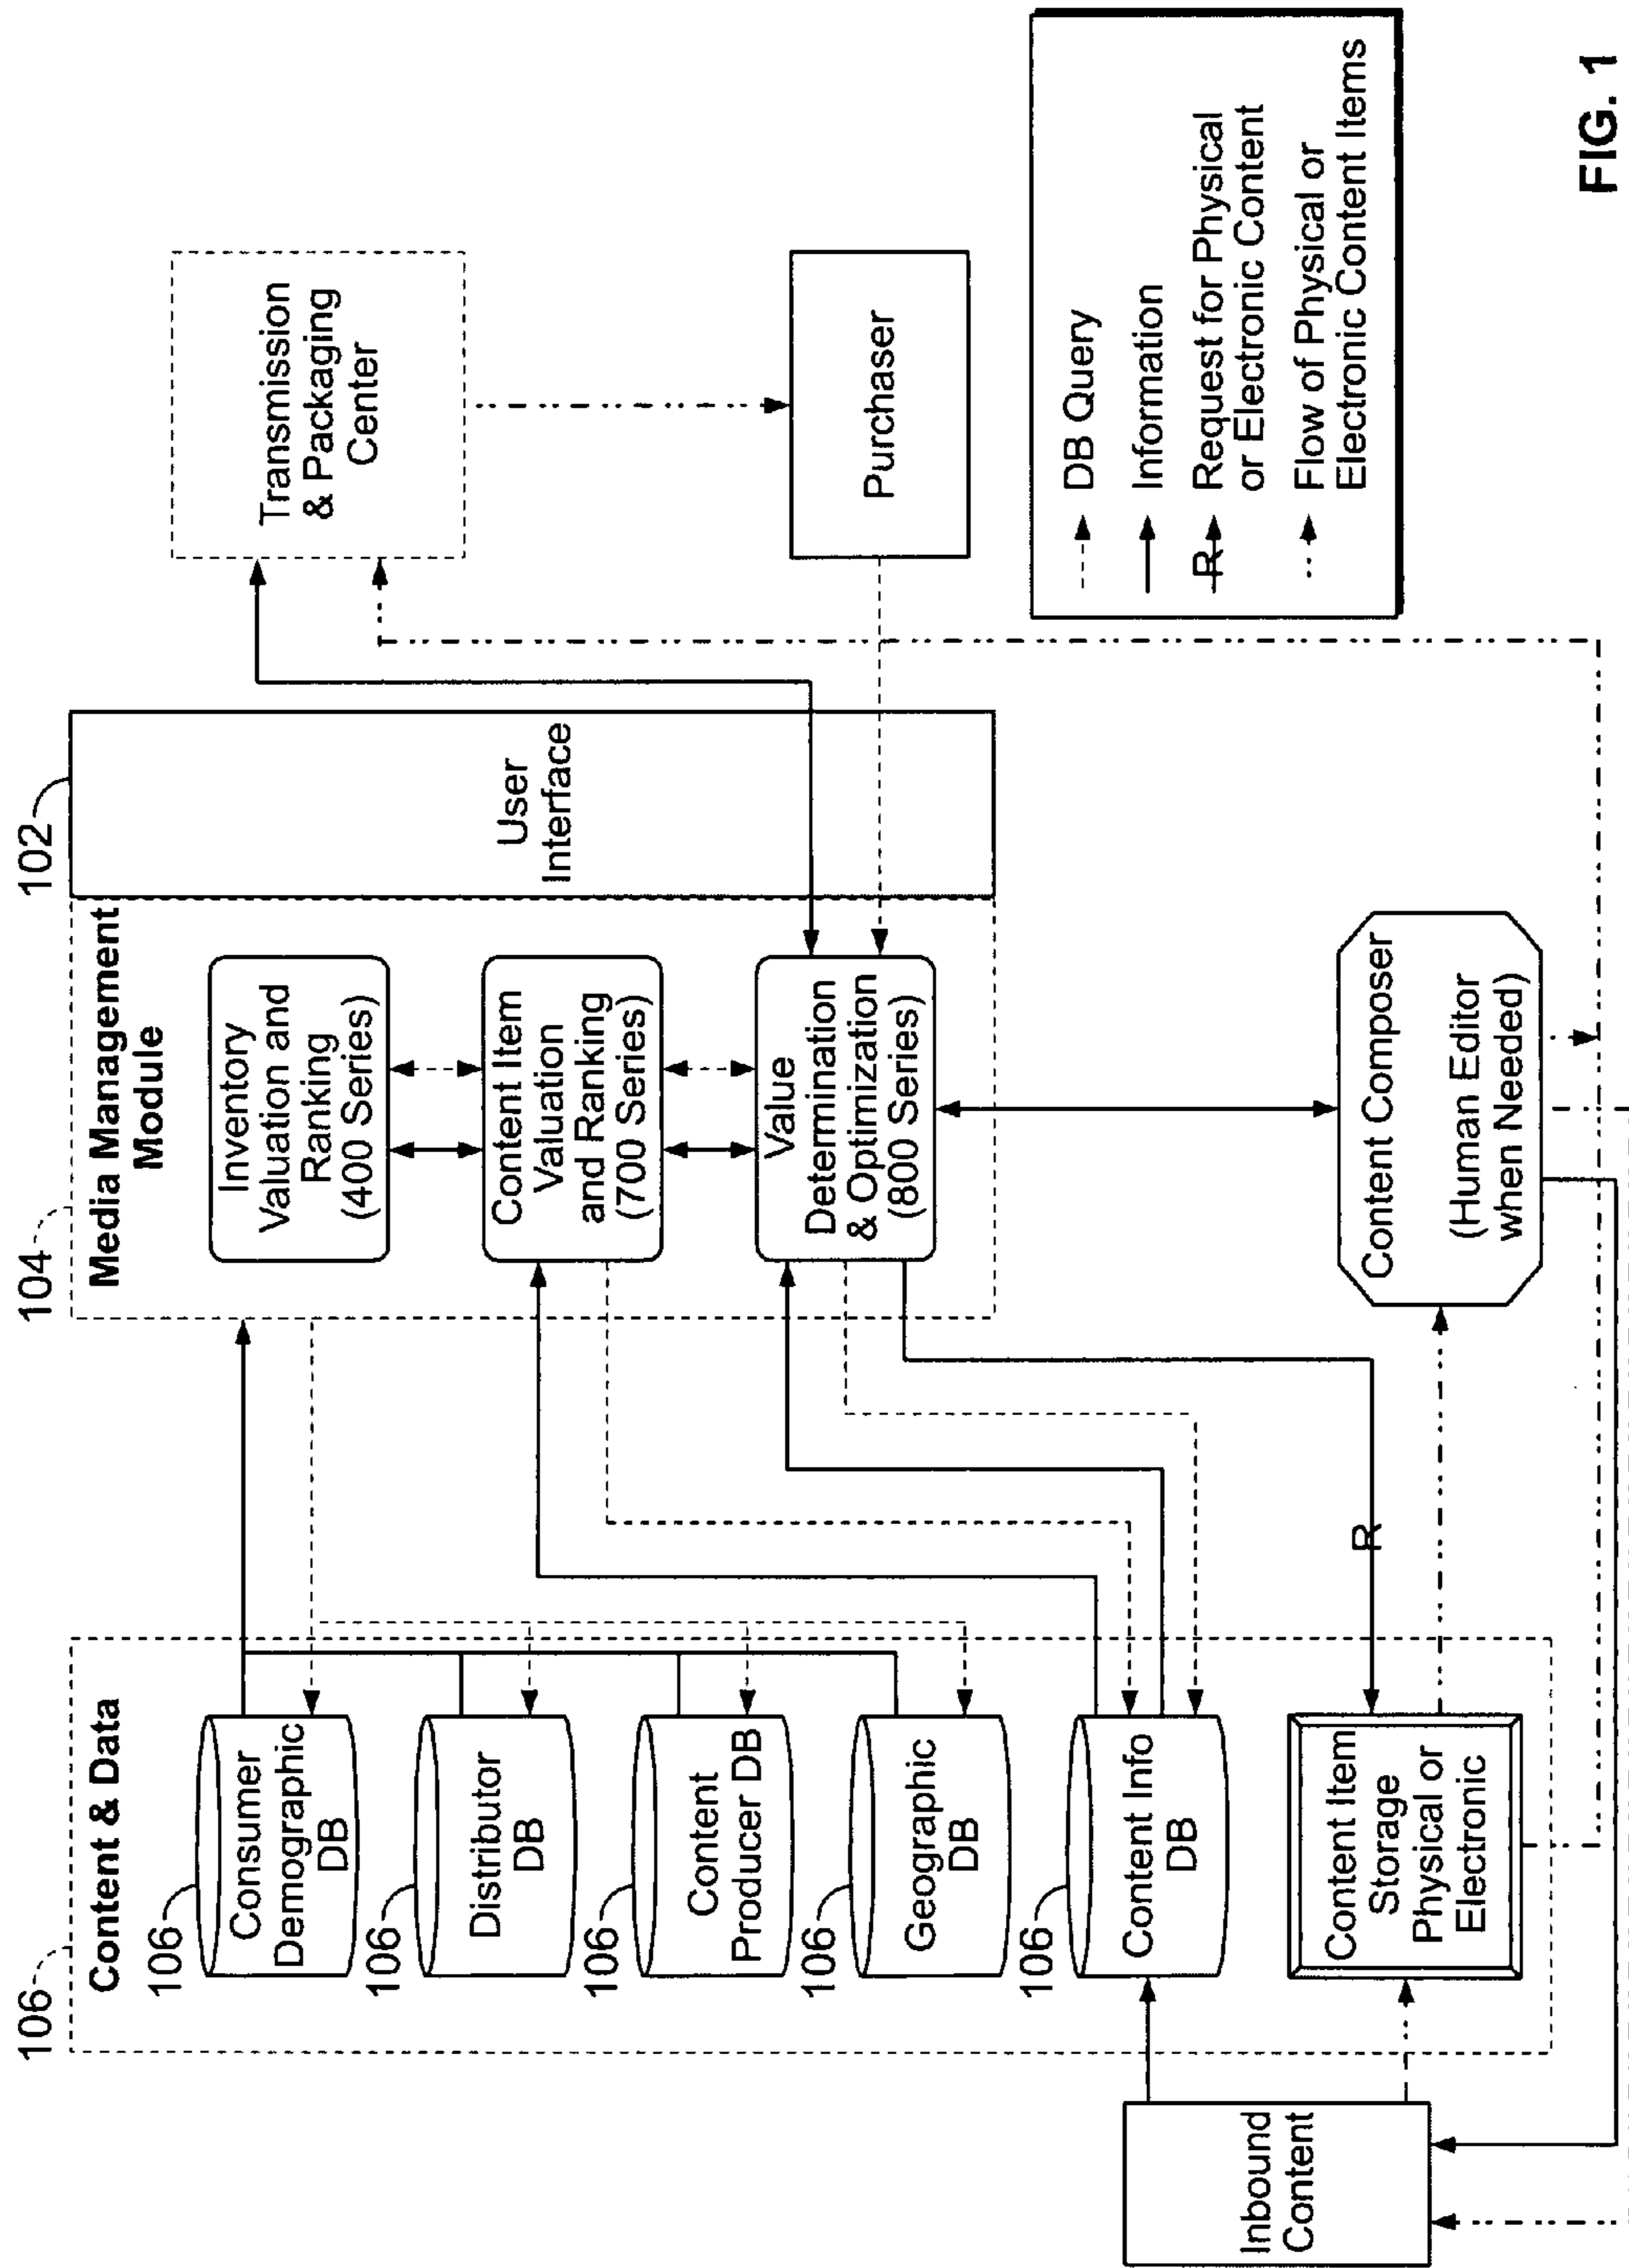 106
Content & Data
106
Consumer
Demographic
DB
106
Distributor
DB
106
Content
Producer DB
106
Geographic
DB
106
Content Info
DB
Content Item
Storage
Physical or
Electronic
Inbound
Content
R
104
Media Management
Module
Inventory
Valuation and
Ranking
(400 Series)
Content Item
Valuation
and Ranking
(700 Series)
Value
Determination
& Optimization
(800 Series)
Content Composer
(Human Editor
when Needed)
102
User
Interface
Transmission
& Packaging
Center
Purchaser
DB Query
Information
R
Request for Physical
or Electronic Content
Flow of Physical or
Electronic Content Items
FIG. 1